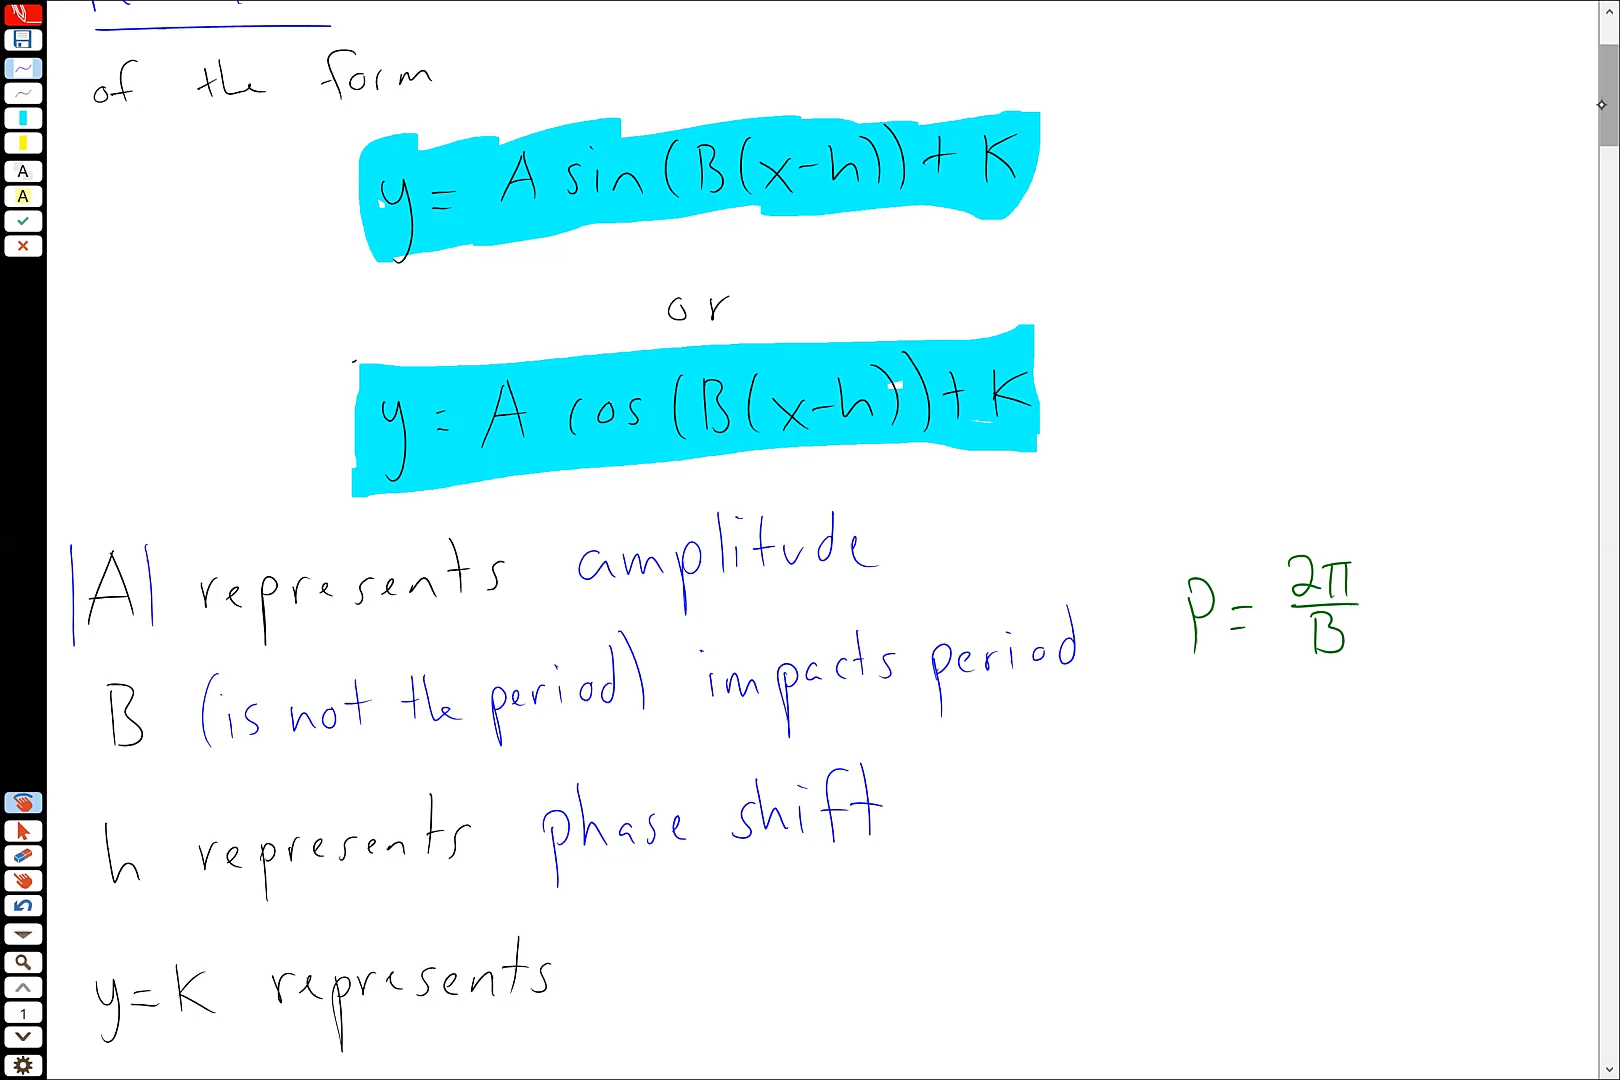 of the form
y = A sin(B(x-h)) + K
or
y = A cos(B(x-h)) + K
|A| represents amplitude
B (is not the period) impacts period
P = 2π/B
h represents phase shift
y=K represents
A
A
1